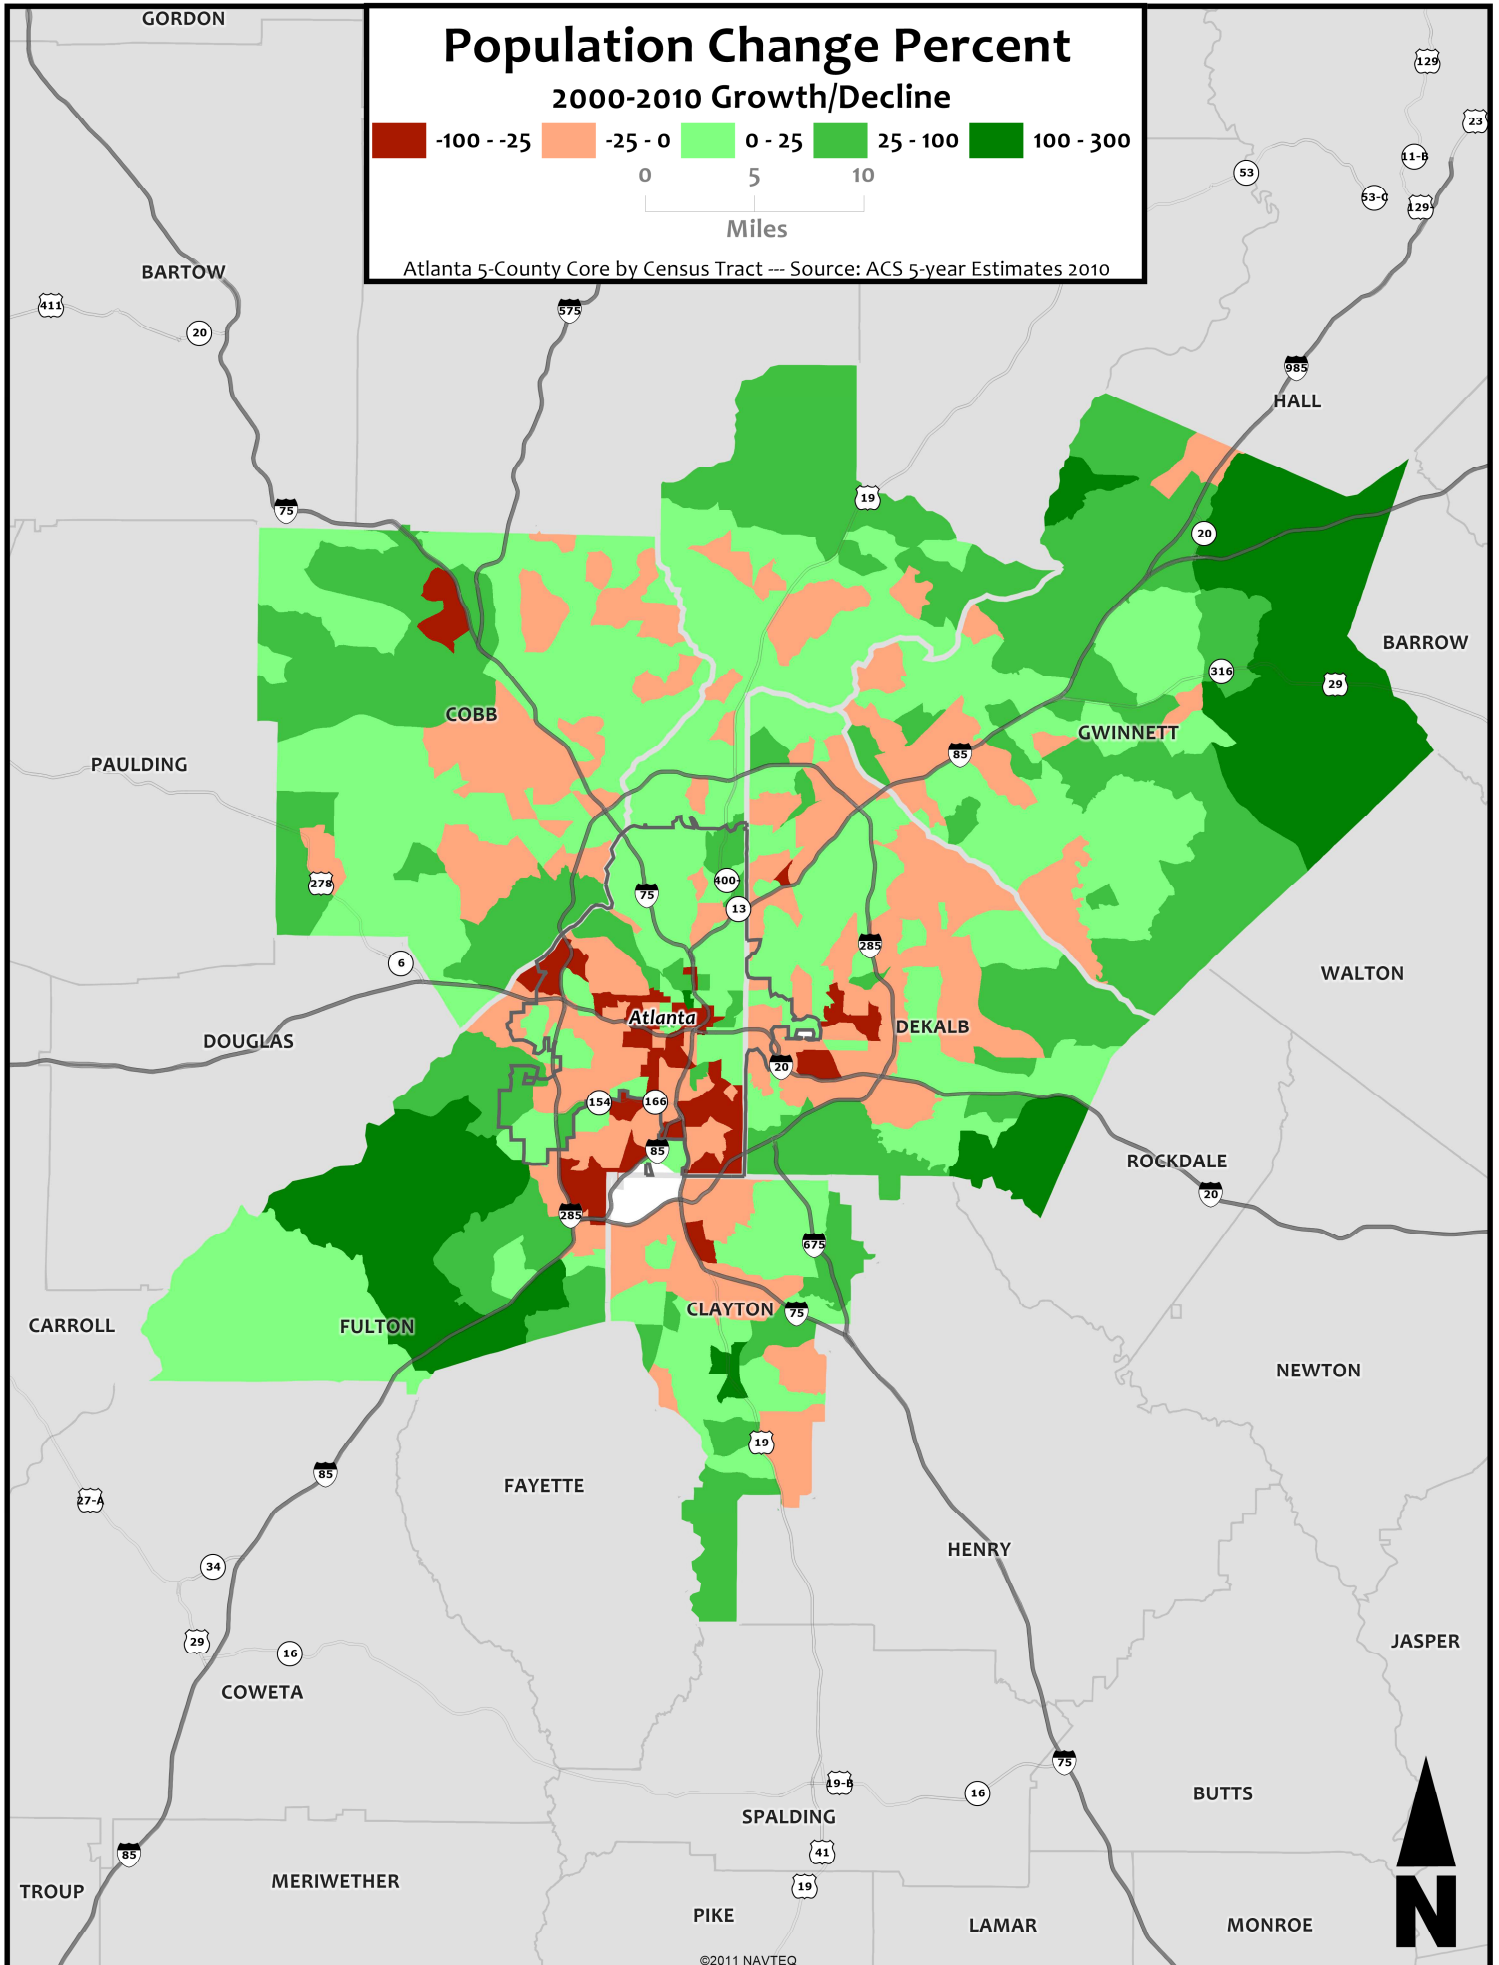 GORDON
Population Change Percent
2000-2010 Growth/Decline
-100 - -25
-25 - 0
0 - 25
25 - 100
100 - 300
0 5 10
Miles
Atlanta 5-County Core by Census Tract --- Source: ACS 5-year Estimates 2010
129
23
11-B
53
53-C
129-
BARTOW
411
20
575
985
HALL
19
75
20
BARROW
316
29
COBB
GWINNETT
85
PAULDING
278
75
400-
13
285
6
WALTON
Atlanta
DEKALB
DOUGLAS
20
154
166
85
ROCKDALE
20
285
675
CLAYTON
75
CARROLL
FULTON
NEWTON
19
85
FAYETTE
27-A
HENRY
34
29
16
JASPER
COWETA
75
19-B
16
BUTTS
SPALDING
41
85
MERIWETHER
TROUP
19
PIKE
LAMAR
MONROE
N
©2011 NAVTEQ